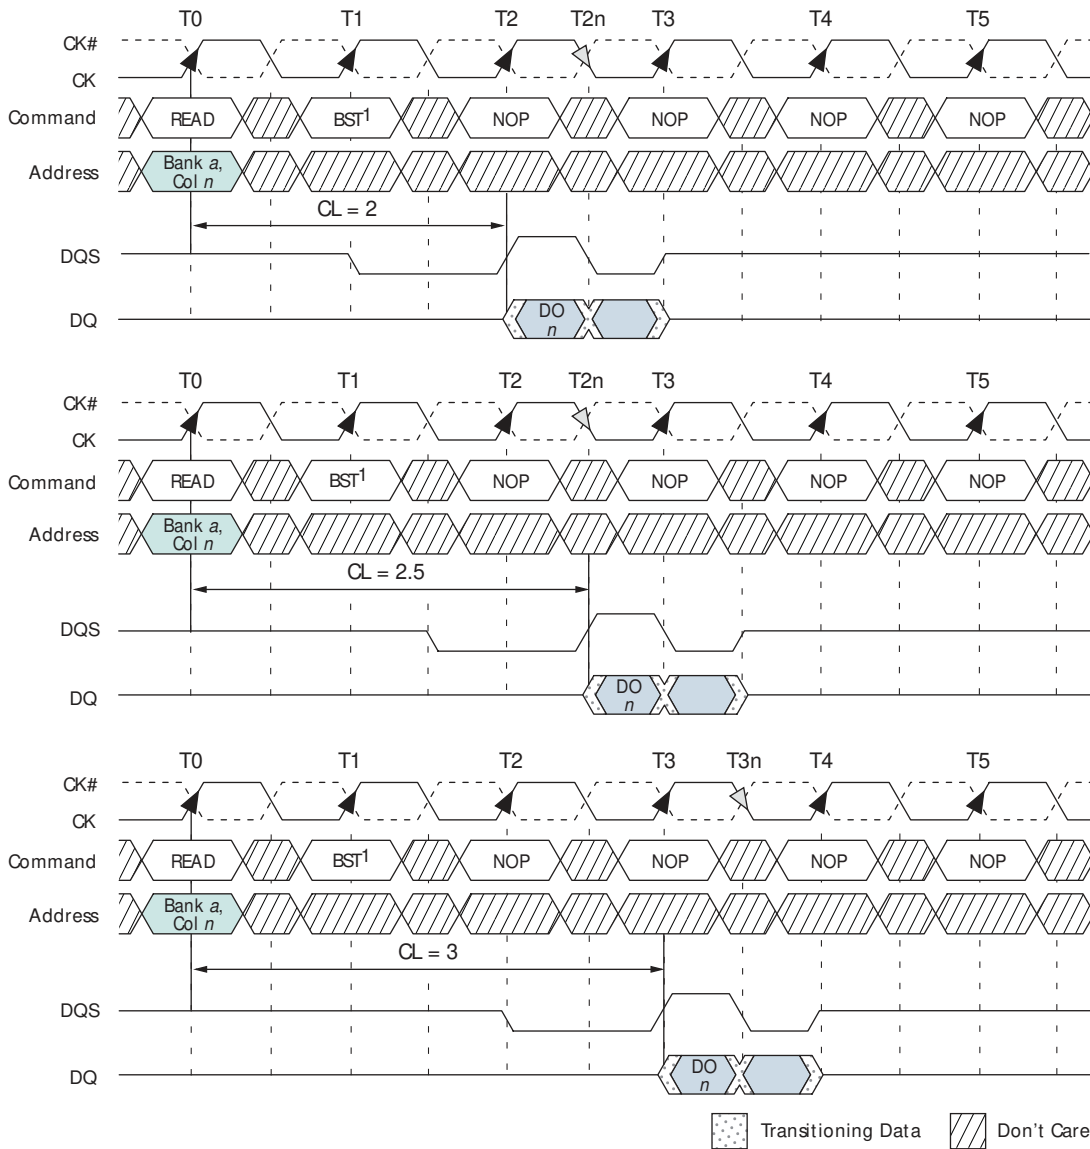 T0 T1 T2 T2n T3 T4 T5
CK#
CK
Command READ BST1 NOP NOP NOP NOP
Address Bank a,
Col n
CL = 2
DQS
DQ DO
n
T0 T1 T2 T2n T3 T4 T5
CK#
CK
Command READ BST1 NOP NOP NOP NOP
Address Bank a,
Col n
CL = 2.5
DQS
DQ DO
n
T0 T1 T2 T3 T3n T4 T5
CK#
CK
Command READ BST1 NOP NOP NOP NOP
Address Bank a,
Col n
CL = 3
DQS
DQ DO
n
Transitioning Data Don't Care